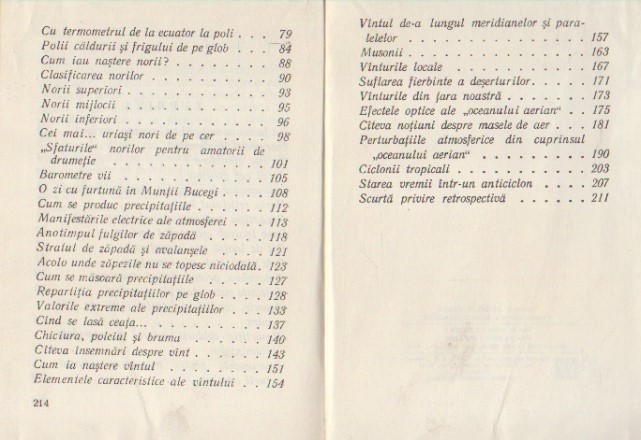 Cu termometrul de la ecuator la poli . . . 79
Polii căldurii și frigului de pe glob . . . 84
Cum iau naștere norii? . . . . . . . . 88
Clasificarea norilor . . . . . . . . . 90
Norii superiori . . . . . . . . . . . 93
Norii mijlocii . . . . . . . . . . . 95
Norii inferiori . . . . . . . . . . . 96
Cei mai... uriași nori de pe cer . . . . 98
„Sfaturile“ norilor pentru amatorii de
drumeție . . . . . . . . . . . . 101
Barometre vii . . . . . . . . . . . 105
O zi cu furtună în Munții Bucegi . . . . 108
Cum se produc precipitațiile . . . . . 112
Manifestările electrice ale atmosferei . . . 113
Anotimpul fulgilor de zăpadă . . . . . 118
Stratul de zăpadă și avalanșele . . . . 121
Acolo unde zăpezile nu se topesc niciodată. 123
Cum se măsoară precipitațiile . . . . . 127
Repartiția precipitațiilor pe glob . . . . 128
Valorile extreme ale precipitațiilor . . . . 133
Cînd se lasă ceața... . . . . . . . . 137
Chiciura, poleiul și bruma . . . . . . 140
Cîteva însemnări despre vînt . . . . . . 143
Cum ia naștere vîntul . . . . . . . . 151
Elementele caracteristice ale vîntului . . . 154
214
Vîntul de-a lungul meridianelor și para-
lelelor . . . . . . . . . . . . . 157
Musonii . . . . . . . . . . . . . 163
Vînturile locale . . . . . . . . . . 167
Suflarea fierbinte a deșerturilor. . . . . 171
Vînturile din țara noastră . . . . . . . 173
Efectele optice ale „oceanului aerian“ . . 175
Cîteva noțiuni despre masele de aer . . . 181
Perturbațiile atmosferice din cuprinsul
„oceanului aerian“ . . . . . . . . 190
Ciclonii tropicali . . . . . . . . . . 203
Starea vremii într-un anticiclon . . . . 207
Scurtă privire retrospectivă . . . . . . 211